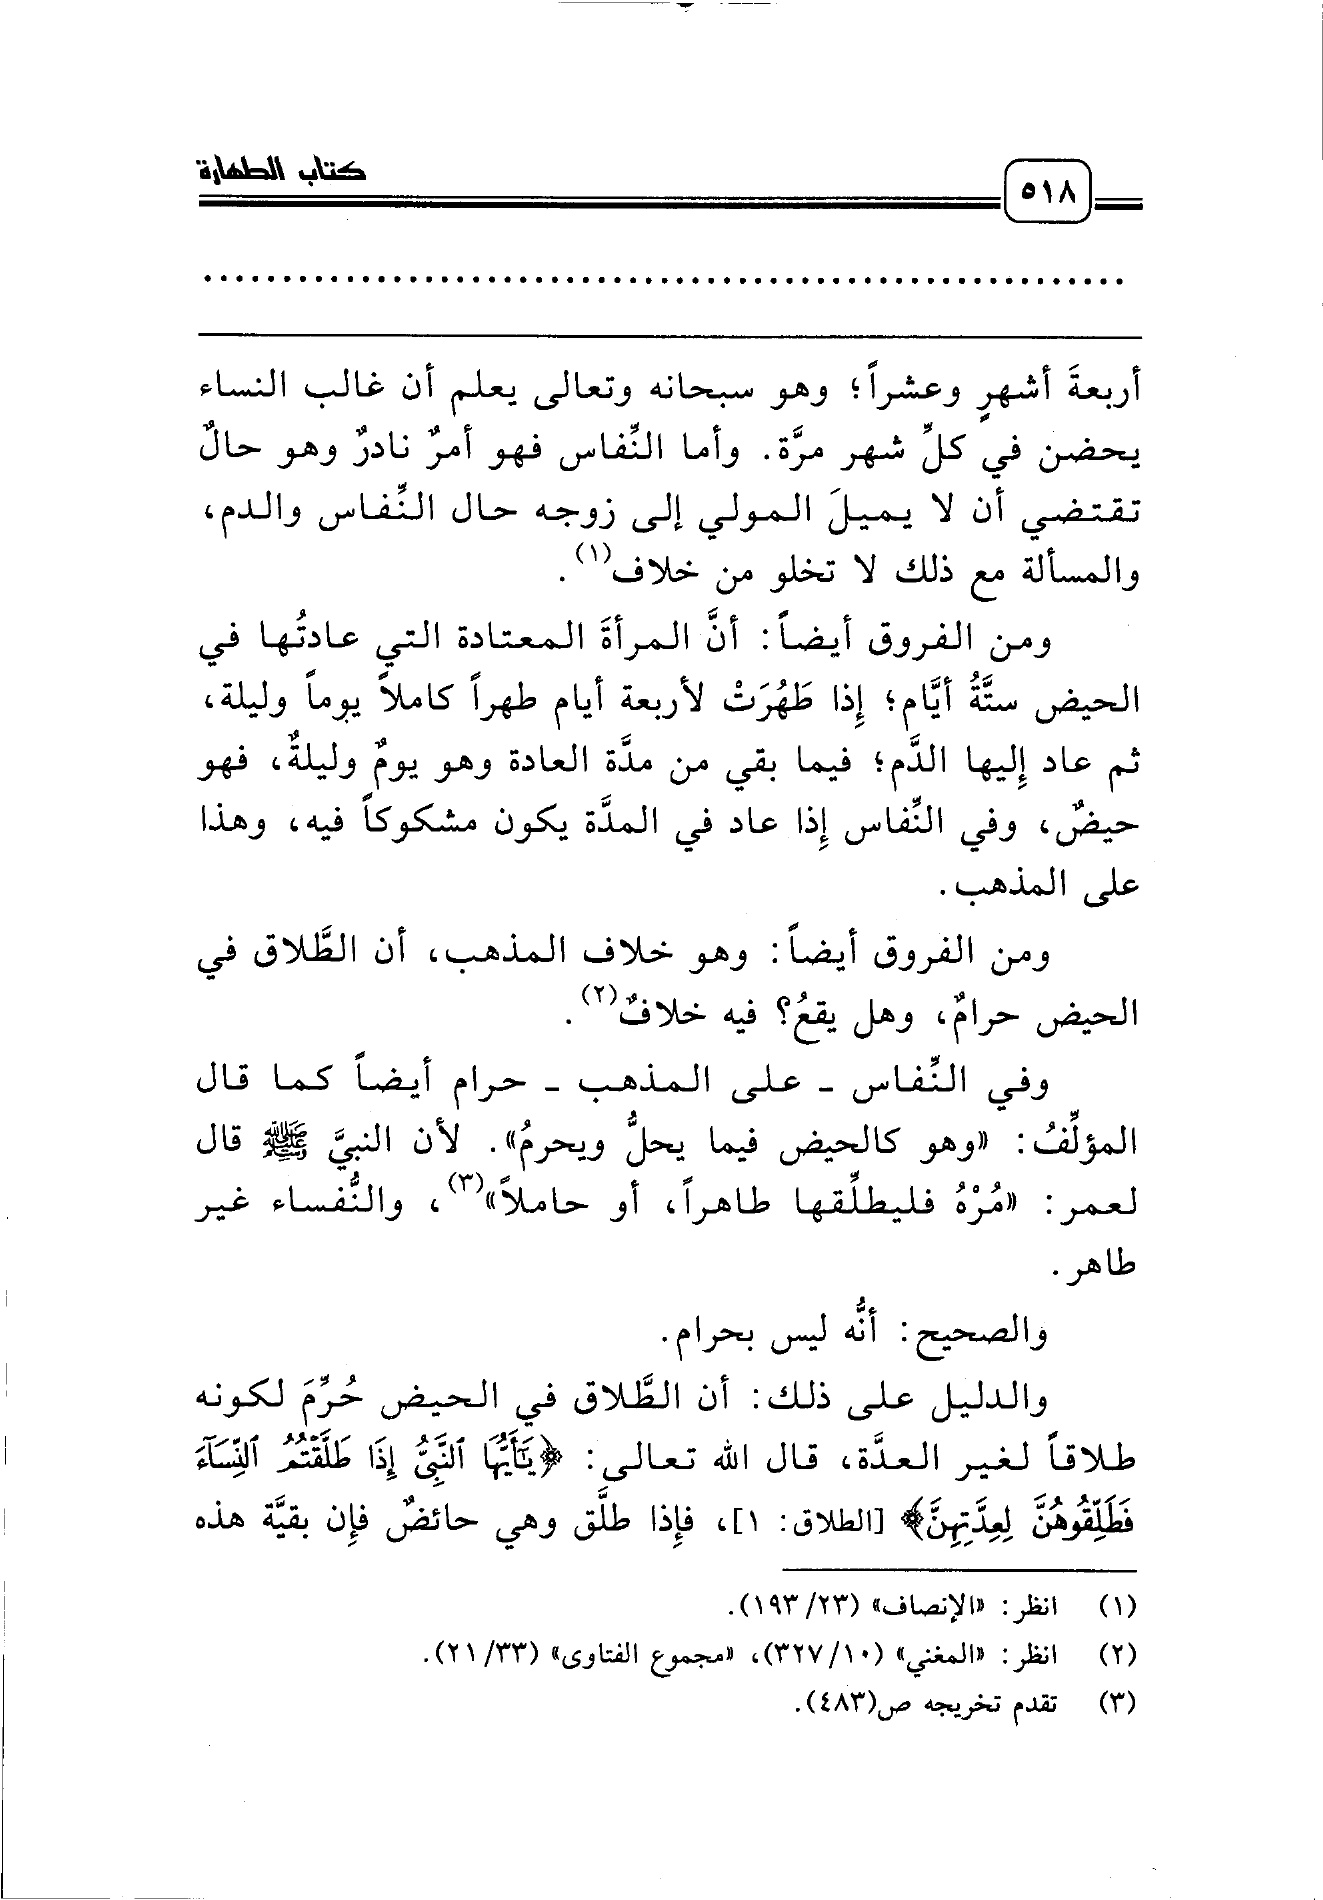 كتاب الطهارة
٥١٨
أربعةَ أشهرٍ وعشراً؛ وهو سبحانه وتعالى يعلم أن غالب النساء
يحضن في كلِّ شهر مرَّة. وأما النِّفاس فهو أمرٌ نادرٌ وهو حالٌ
تقتضي أن لا يميلَ المولي إلى زوجه حال النِّفاس والدم،
والمسألة مع ذلك لا تخلو من خلاف(١).
ومن الفروق أيضاً: أنَّ المرأةَ المعتادة التي عادتُها في
الحيض ستَّةُ أيَّام؛ إِذا طَهُرَتْ لأربعة أيام طهراً كاملاً يوماً وليلة،
ثم عاد إِليها الدَّم؛ فيما بقي من مدَّة العادة وهو يومٌ وليلةٌ، فهو
حيضٌ، وفي النِّفاس إِذا عاد في المدَّة يكون مشكوكاً فيه، وهذا
على المذهب.
ومن الفروق أيضاً: وهو خلاف المذهب، أن الطَّلاق في
الحيض حرامٌ، وهل يقعُ؟ فيه خلافٌ(٢).
وفي النِّفاس ـ على المذهب ـ حرام أيضاً كما قال
المؤلِّفُ: «وهو كالحيض فيما يحلُّ ويحرمُ». لأن النبيَّ ﷺ قال
لعمر: «مُرْهُ فليطلِّقها طاهراً، أو حاملاً»(٣)، والنُّفساء غير
طاهر.
والصحيح: أنَّه ليس بحرام.
والدليل على ذلك: أن الطَّلاق في الحيض حُرِّمَ لكونه
طلاقاً لغير العدَّة، قال الله تعالى: ﴿يَٰٓأَيُّهَا ٱلنَّبِيُّ إِذَا طَلَّقۡتُمُ ٱلنِّسَآءَ
فَطَلِّقُوهُنَّ لِعِدَّتِهِنَّ﴾ [الطلاق: ١]، فإِذا طلَّق وهي حائضٌ فإِن بقيَّة هذه
(١) انظر: «الإنصاف» (٢٣/ ١٩٣).
(٢) انظر: «المغني» (١٠/ ٣٢٧)، «مجموع الفتاوى» (٣٣/ ٢١).
(٣) تقدم تخريجه ص(٤٨٣).